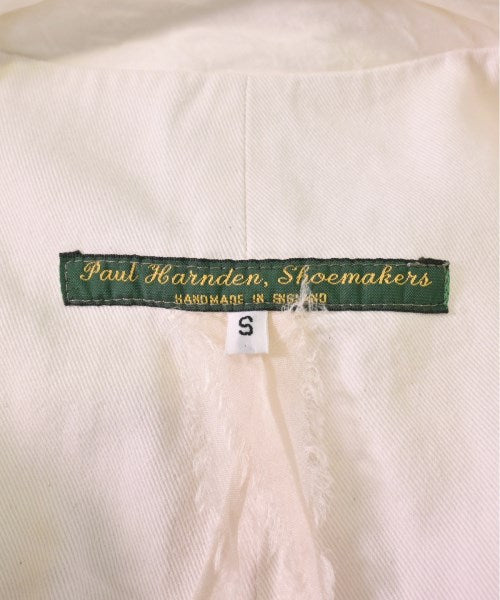 Paul Harnden, Shoemakers
HANDMADE IN ENGLAND
S